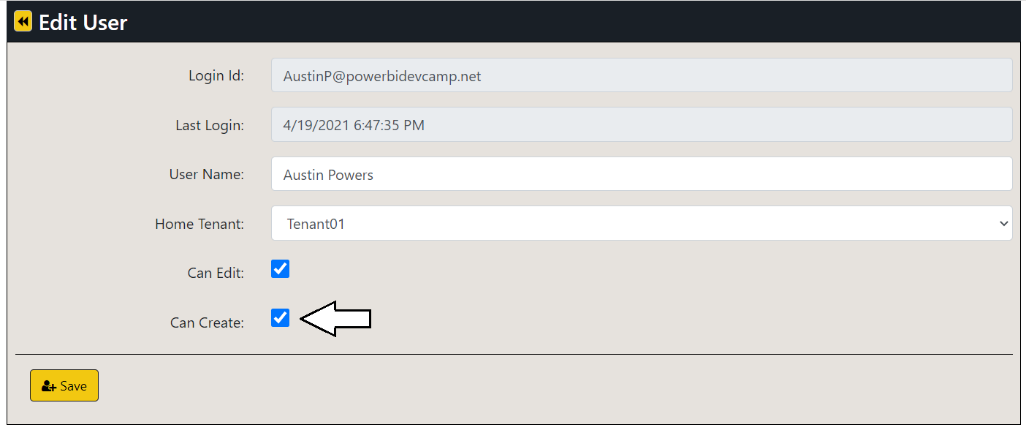 Edit User
Login Id: AustinP@powerbidevcamp.net
Last Login: 4/19/2021 6:47:35 PM
User Name: Austin Powers
Home Tenant: Tenant01
Can Edit:
Can Create:
Save